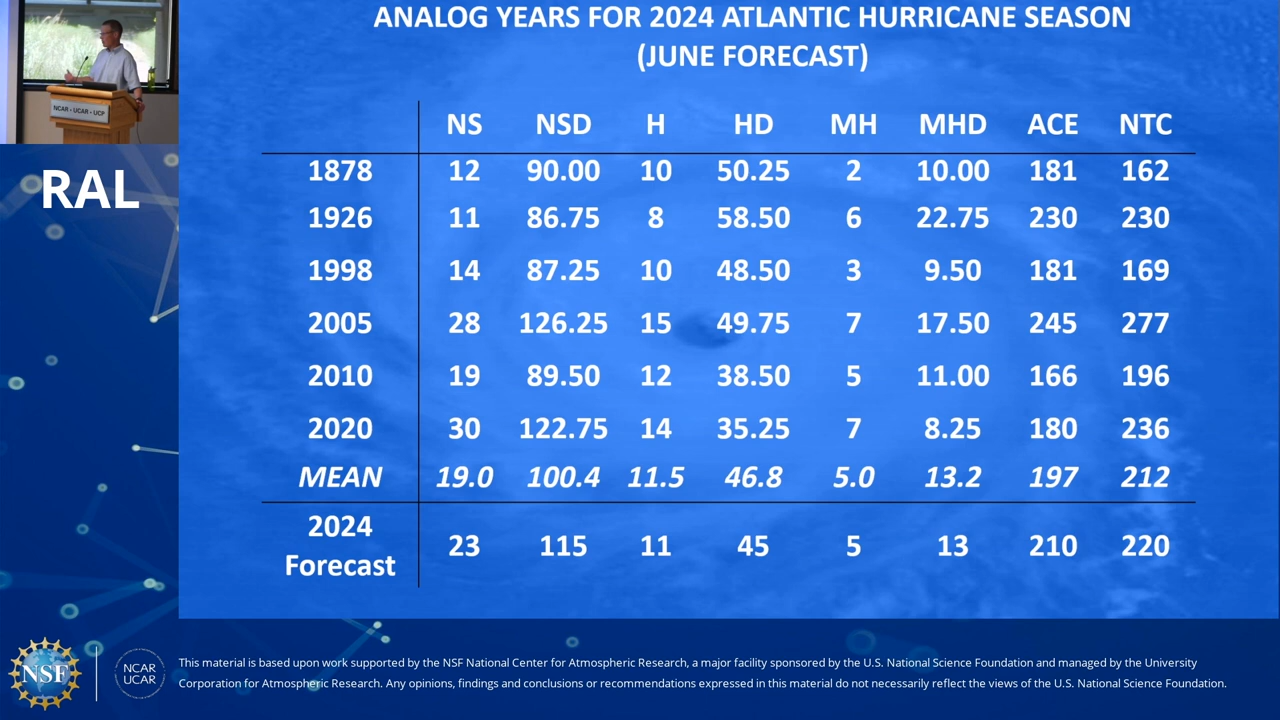 ANALOG YEARS FOR 2024 ATLANTIC HURRICANE SEASON
(JUNE FORECAST)
NS NSD H HD MH MHD ACE NTC
1878 12 90.00 10 50.25 2 10.00 181 162
1926 11 86.75 8 58.50 6 22.75 230 230
1998 14 87.25 10 48.50 3 9.50 181 169
2005 28 126.25 15 49.75 7 17.50 245 277
2010 19 89.50 12 38.50 5 11.00 166 196
2020 30 122.75 14 35.25 7 8.25 180 236
MEAN 19.0 100.4 11.5 46.8 5.0 13.2 197 212
2024
Forecast 23 115 11 45 5 13 210 220
NCAR • UCAR • UCP
RAL
NSF
NCAR
UCAR
This material is based upon work supported by the NSF National Center for Atmospheric Research, a major facility sponsored by the U.S. National Science Foundation and managed by the University
Corporation for Atmospheric Research. Any opinions, findings and conclusions or recommendations expressed in this material do not necessarily reflect the views of the U.S. National Science Foundation.